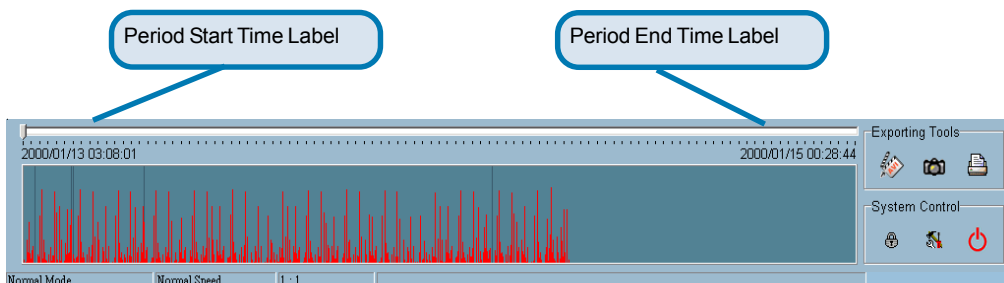 Period Start Time Label
Period End Time Label
2000/01/13 03:08:01
2000/01/15 00:28:44
Exporting Tools
AVI
System Control
Normal Mode
Normal Speed
1 : 1